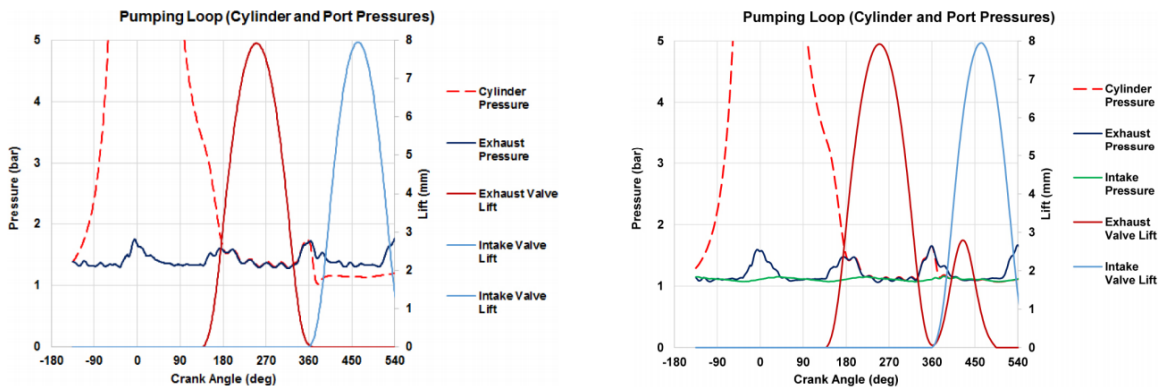 Pumping Loop (Cylinder and Port Pressures)
5
4
3
2
1
0
Pressure (bar)
8
7
6
5
4
3
2
1
0
Lift (mm)
-180 -90 0 90 180 270 360 450 540
Crank Angle (deg)
Cylinder
Pressure
Exhaust
Pressure
Exhaust Valve
Lift
Intake Valve
Lift
Intake Valve
Lift
Pumping Loop (Cylinder and Port Pressures)
5
4
3
2
1
0
Pressure (bar)
8
7
6
5
4
3
2
1
0
Lift (mm)
-180 -90 0 90 180 270 360 450 540
Crank Angle (deg)
Cylinder
Pressure
Exhaust
Pressure
Intake
Pressure
Exhaust
Valve Lift
Intake
Valve Lift